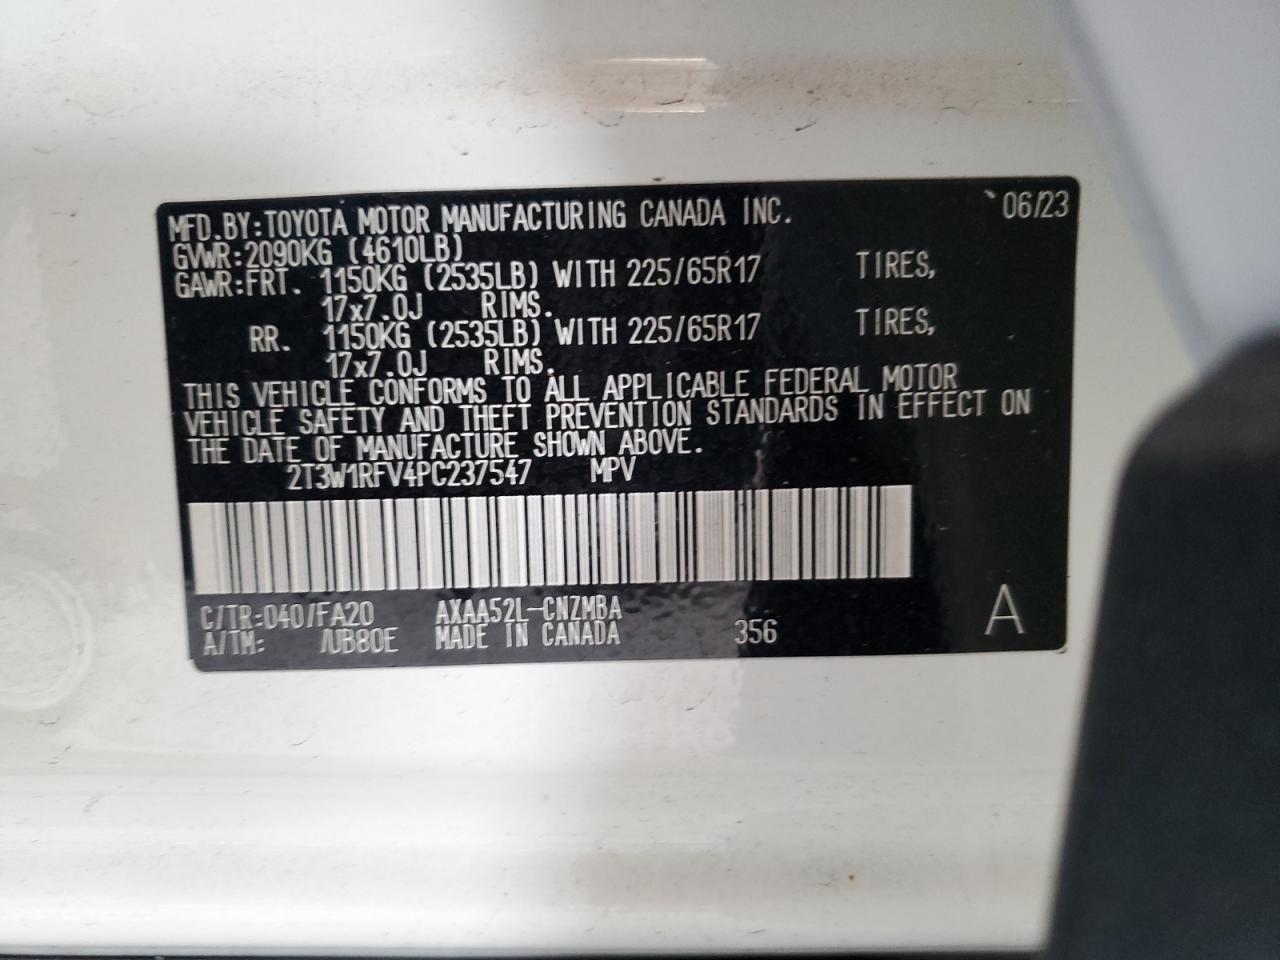 MFD.BY:TOYOTA MOTOR MANUFACTURING CANADA INC. 06/23
GVWR:2090KG (4610LB)
GAWR:FRT. 1150KG (2535LB) WITH 225/65R17 TIRES,
17x7.0J RIMS.
RR. 1150KG (2535LB) WITH 225/65R17 TIRES,
17x7.0J RIMS.
THIS VEHICLE CONFORMS TO ALL APPLICABLE FEDERAL MOTOR
VEHICLE SAFETY AND THEFT PREVENTION STANDARDS IN EFFECT ON
THE DATE OF MANUFACTURE SHOWN ABOVE.
2T3W1RFV4PC237547 MPV
C/TR:040/FA20 AXAA52L-CNZMBA A
A/TM: /UB80E MADE IN CANADA 356